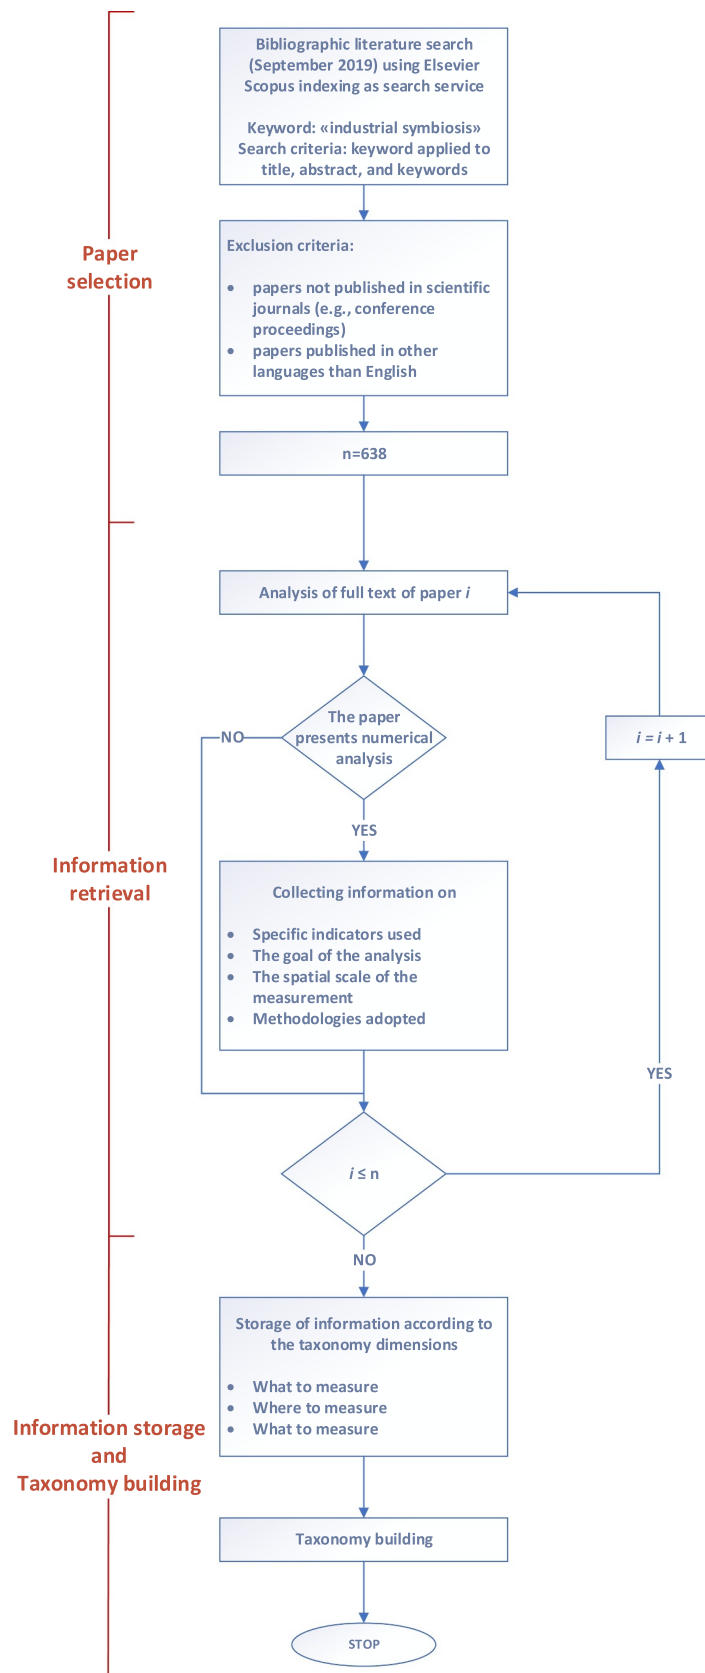 Bibliographic literature search
(September 2019) using Elsevier
Scopus indexing as search service
Keyword: «industrial symbiosis»
Search criteria: keyword applied to
title, abstract, and keywords
Paper
selection
Exclusion criteria:
• papers not published in scientific
journals (e.g., conference
proceedings)
• papers published in other
languages than English
n=638
Analysis of full text of paper i
The paper
presents numerical
analysis
NO
i = i + 1
YES
Information
retrieval
Collecting information on
• Specific indicators used
• The goal of the analysis
• The spatial scale of the
measurement
• Methodologies adopted
YES
i ≤ n
NO
Storage of information according to
the taxonomy dimensions
• What to measure
• Where to measure
• What to measure
Information storage
and
Taxonomy building
Taxonomy building
STOP